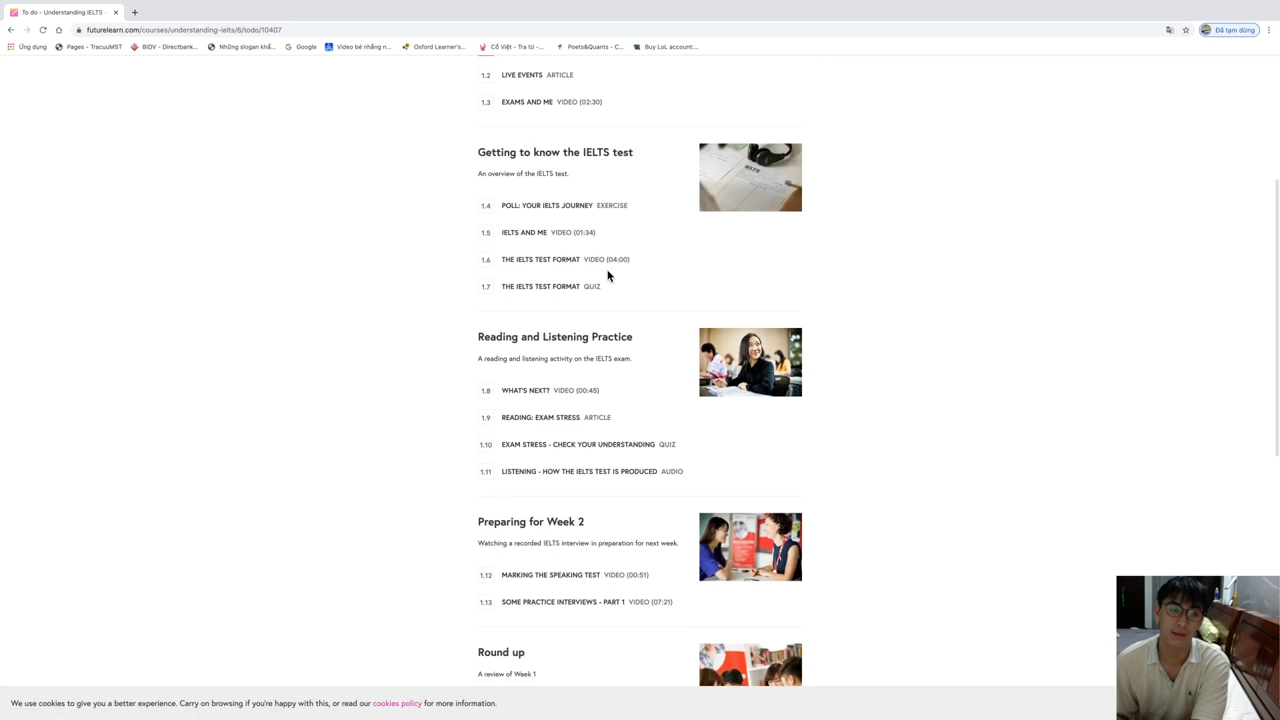 To do - Understanding IELTS
futurelearn.com/courses/understanding-ielts/6/todo/10407
Đã tạm dừng
Ứng dụng
Pages - TracuuMST
BIDV - Directbank...
Những slogan khẳ...
Google
Video bé nhảng n...
Oxford Learner's...
Cồ Việt - Tra từ -...
Poets&Quants - C...
Buy LoL account:...
1.2 LIVE EVENTS ARTICLE
1.3 EXAMS AND ME VIDEO (02:30)
Getting to know the IELTS test
An overview of the IELTS test.
IELTS
1.4 POLL: YOUR IELTS JOURNEY EXERCISE
1.5 IELTS AND ME VIDEO (01:34)
1.6 THE IELTS TEST FORMAT VIDEO (04:00)
1.7 THE IELTS TEST FORMAT QUIZ
Reading and Listening Practice
A reading and listening activity on the IELTS exam.
1.8 WHAT'S NEXT? VIDEO (00:45)
1.9 READING: EXAM STRESS ARTICLE
1.10 EXAM STRESS - CHECK YOUR UNDERSTANDING QUIZ
1.11 LISTENING - HOW THE IELTS TEST IS PRODUCED AUDIO
Preparing for Week 2
Watching a recorded IELTS interview in preparation for next week.
1.12 MARKING THE SPEAKING TEST VIDEO (00:51)
1.13 SOME PRACTICE INTERVIEWS - PART 1 VIDEO (07:21)
Round up
A review of Week 1
We use cookies to give you a better experience. Carry on browsing if you're happy with this, or read our cookies policy for more information.